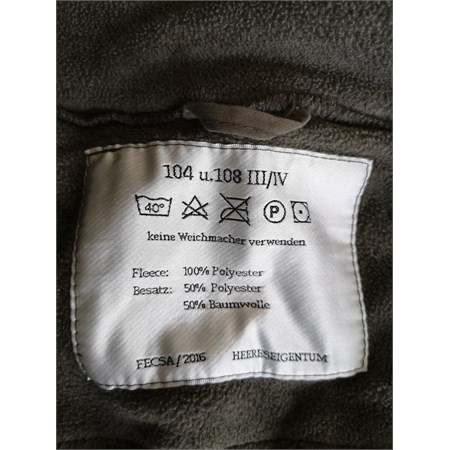 104 u.108 III/IV
40° P
keine Weichmacher verwenden
Fleece: 100% Polyester
Besatz: 50% Polyester
50% Baumwolle
FECSA/2016 HEERESEIGENTUM